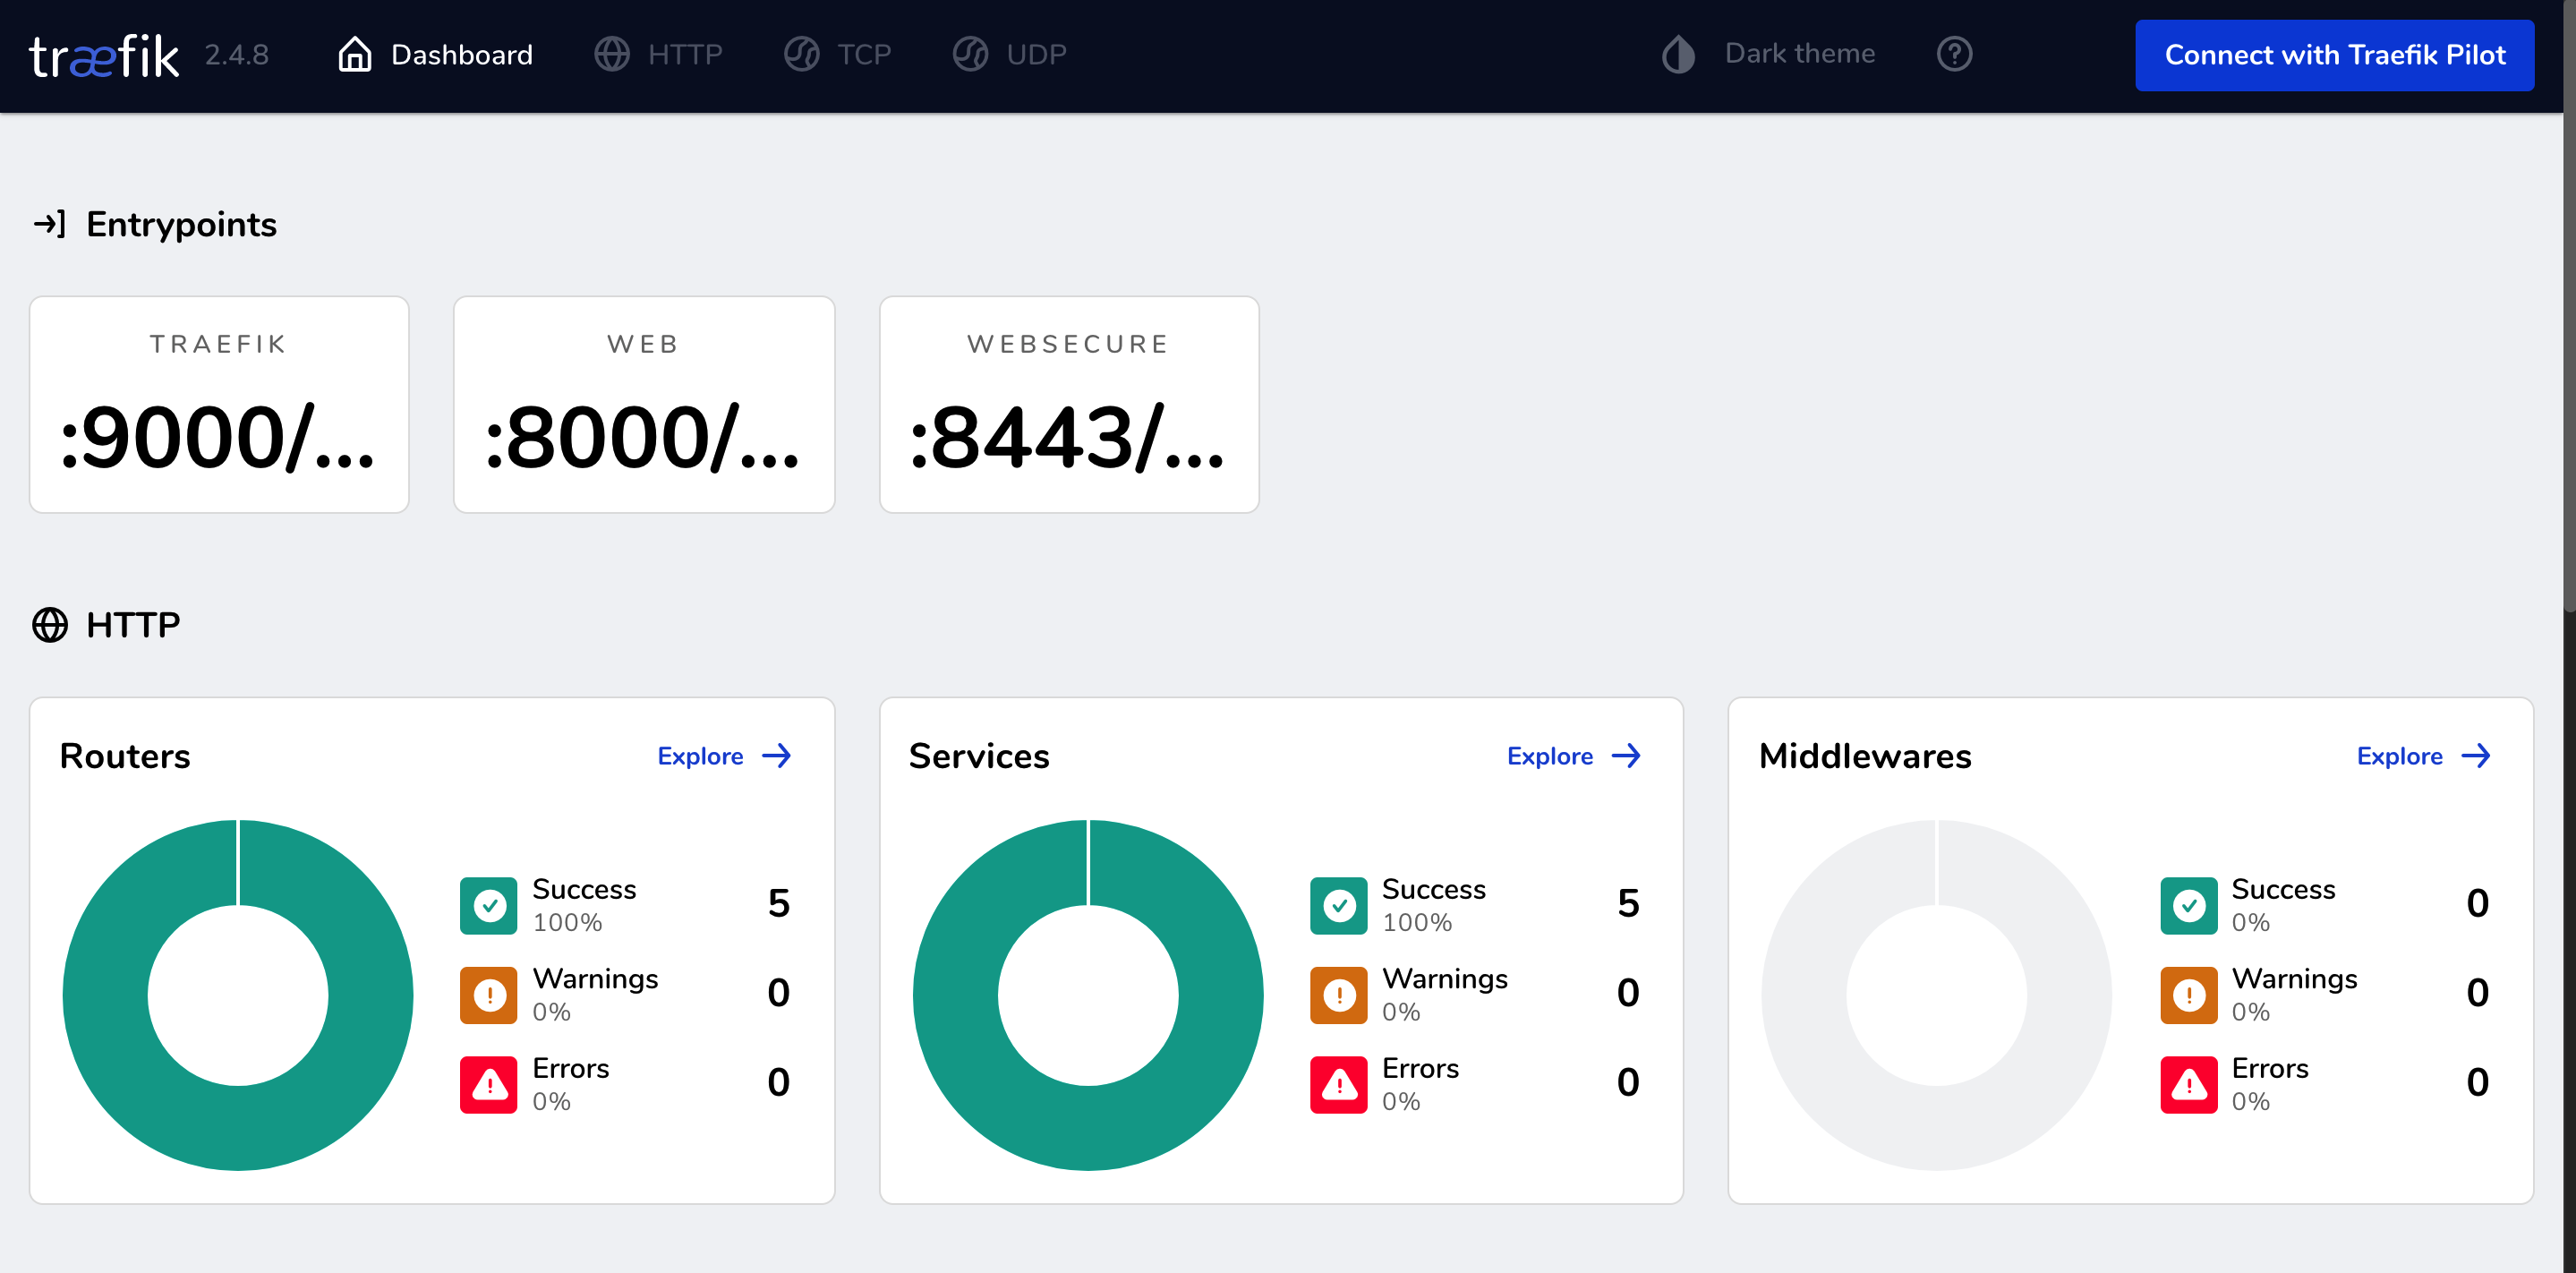 træfik 2.4.8 Dashboard HTTP TCP UDP Dark theme Connect with Traefik Pilot
Entrypoints
TRAEFIK
:9000/...
WEB
:8000/...
WEBSECURE
:8443/...
HTTP
Routers Explore
Success 5
100%
Warnings 0
0%
Errors 0
0%
Services Explore
Success 5
100%
Warnings 0
0%
Errors 0
0%
Middlewares Explore
Success 0
0%
Warnings 0
0%
Errors 0
0%